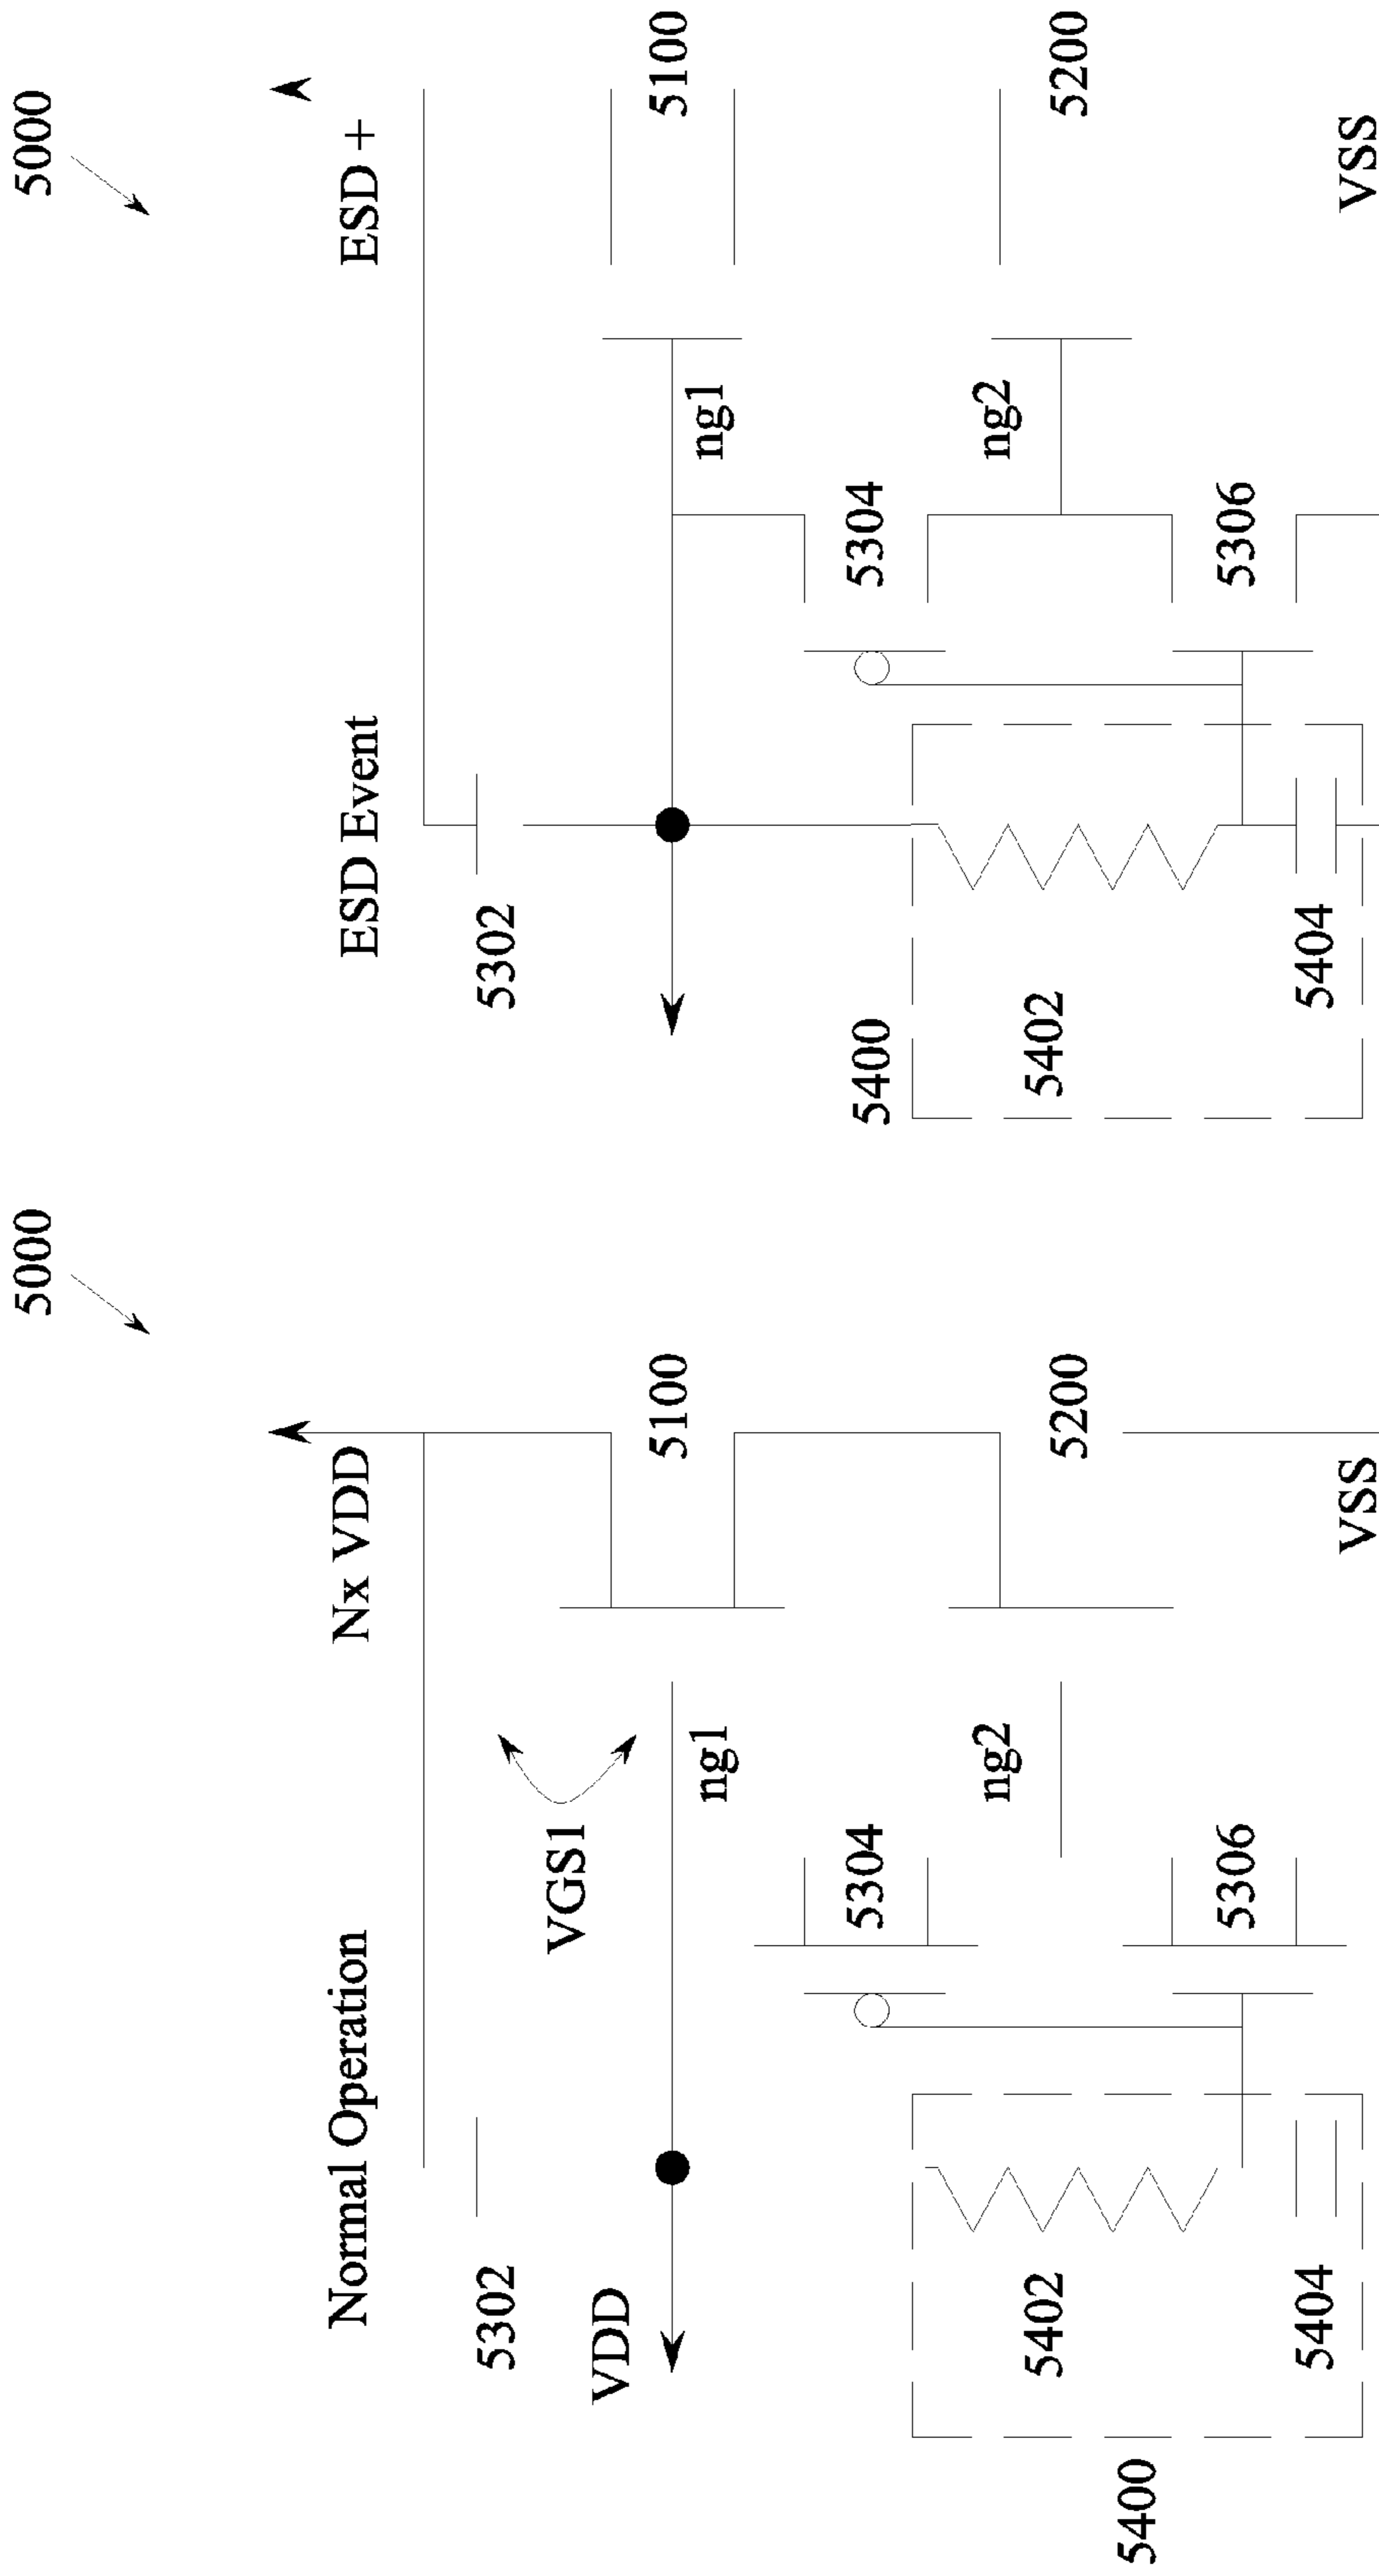 5000
Normal Operation
Nx VDD
5302
VGS1
VDD
ng1
5100
5304
ng2
5200
5402
5306
5404
5400
VSS
5000
ESD Event
ESD +
5302
ng1
5100
5304
5400
ng2
5200
5402
5306
5404
VSS